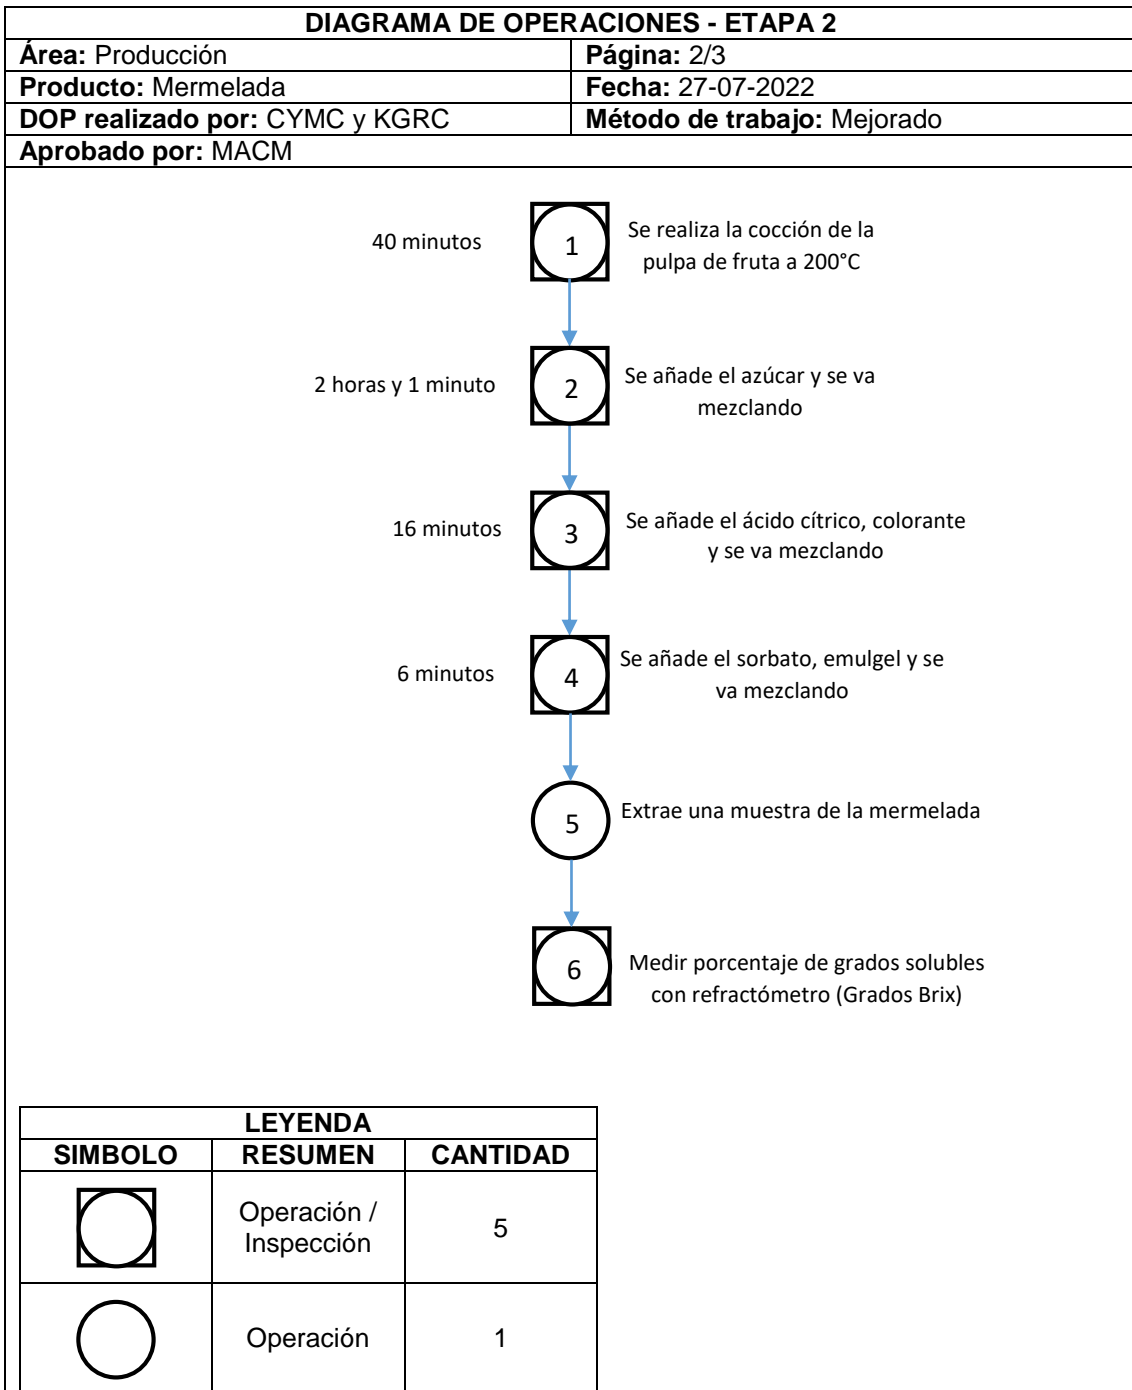 DIAGRAMA DE OPERACIONES - ETAPA 2
Área: Producción
Página: 2/3
Producto: Mermelada
Fecha: 27-07-2022
DOP realizado por: CYMC y KGRC
Método de trabajo: Mejorado
Aprobado por: MACM
40 minutos
1
Se realiza la cocción de la
pulpa de fruta a 200°C
2 horas y 1 minuto
2
Se añade el azúcar y se va
mezclando
16 minutos
3
Se añade el ácido cítrico, colorante
y se va mezclando
6 minutos
4
Se añade el sorbato, emulgel y se
va mezclando
5
Extrae una muestra de la mermelada
6
Medir porcentaje de grados solubles
con refractómetro (Grados Brix)
LEYENDA
SIMBOLO
RESUMEN
CANTIDAD
Operación /
Inspección
5
Operación
1